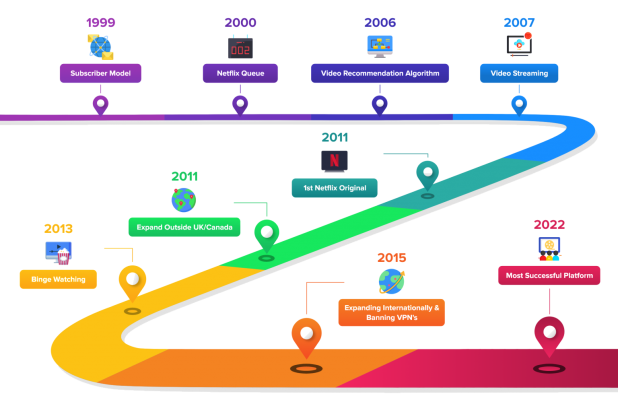 1999
Subscriber Model
2000
002
Netflix Queue
2006
Video Recommendation Algorithm
2007
Video Streaming
2011
N
1st Netflix Original
2011
Expand Outside UK/Canada
2013
Binge Watching
2015
Expanding Internationally &
Banning VPN's
2022
Most Successful Platform